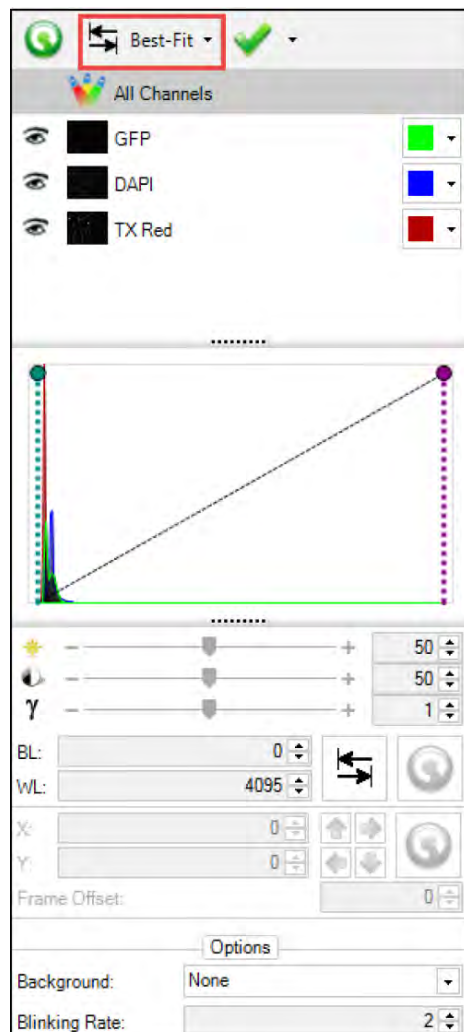 Best-Fit
All Channels
GFP
DAPI
TX Red
50
50
γ 1
BL: 0
WL: 4095
X: 0
Y: 0
Frame Offset: 0
Options
Background: None
Blinking Rate: 2